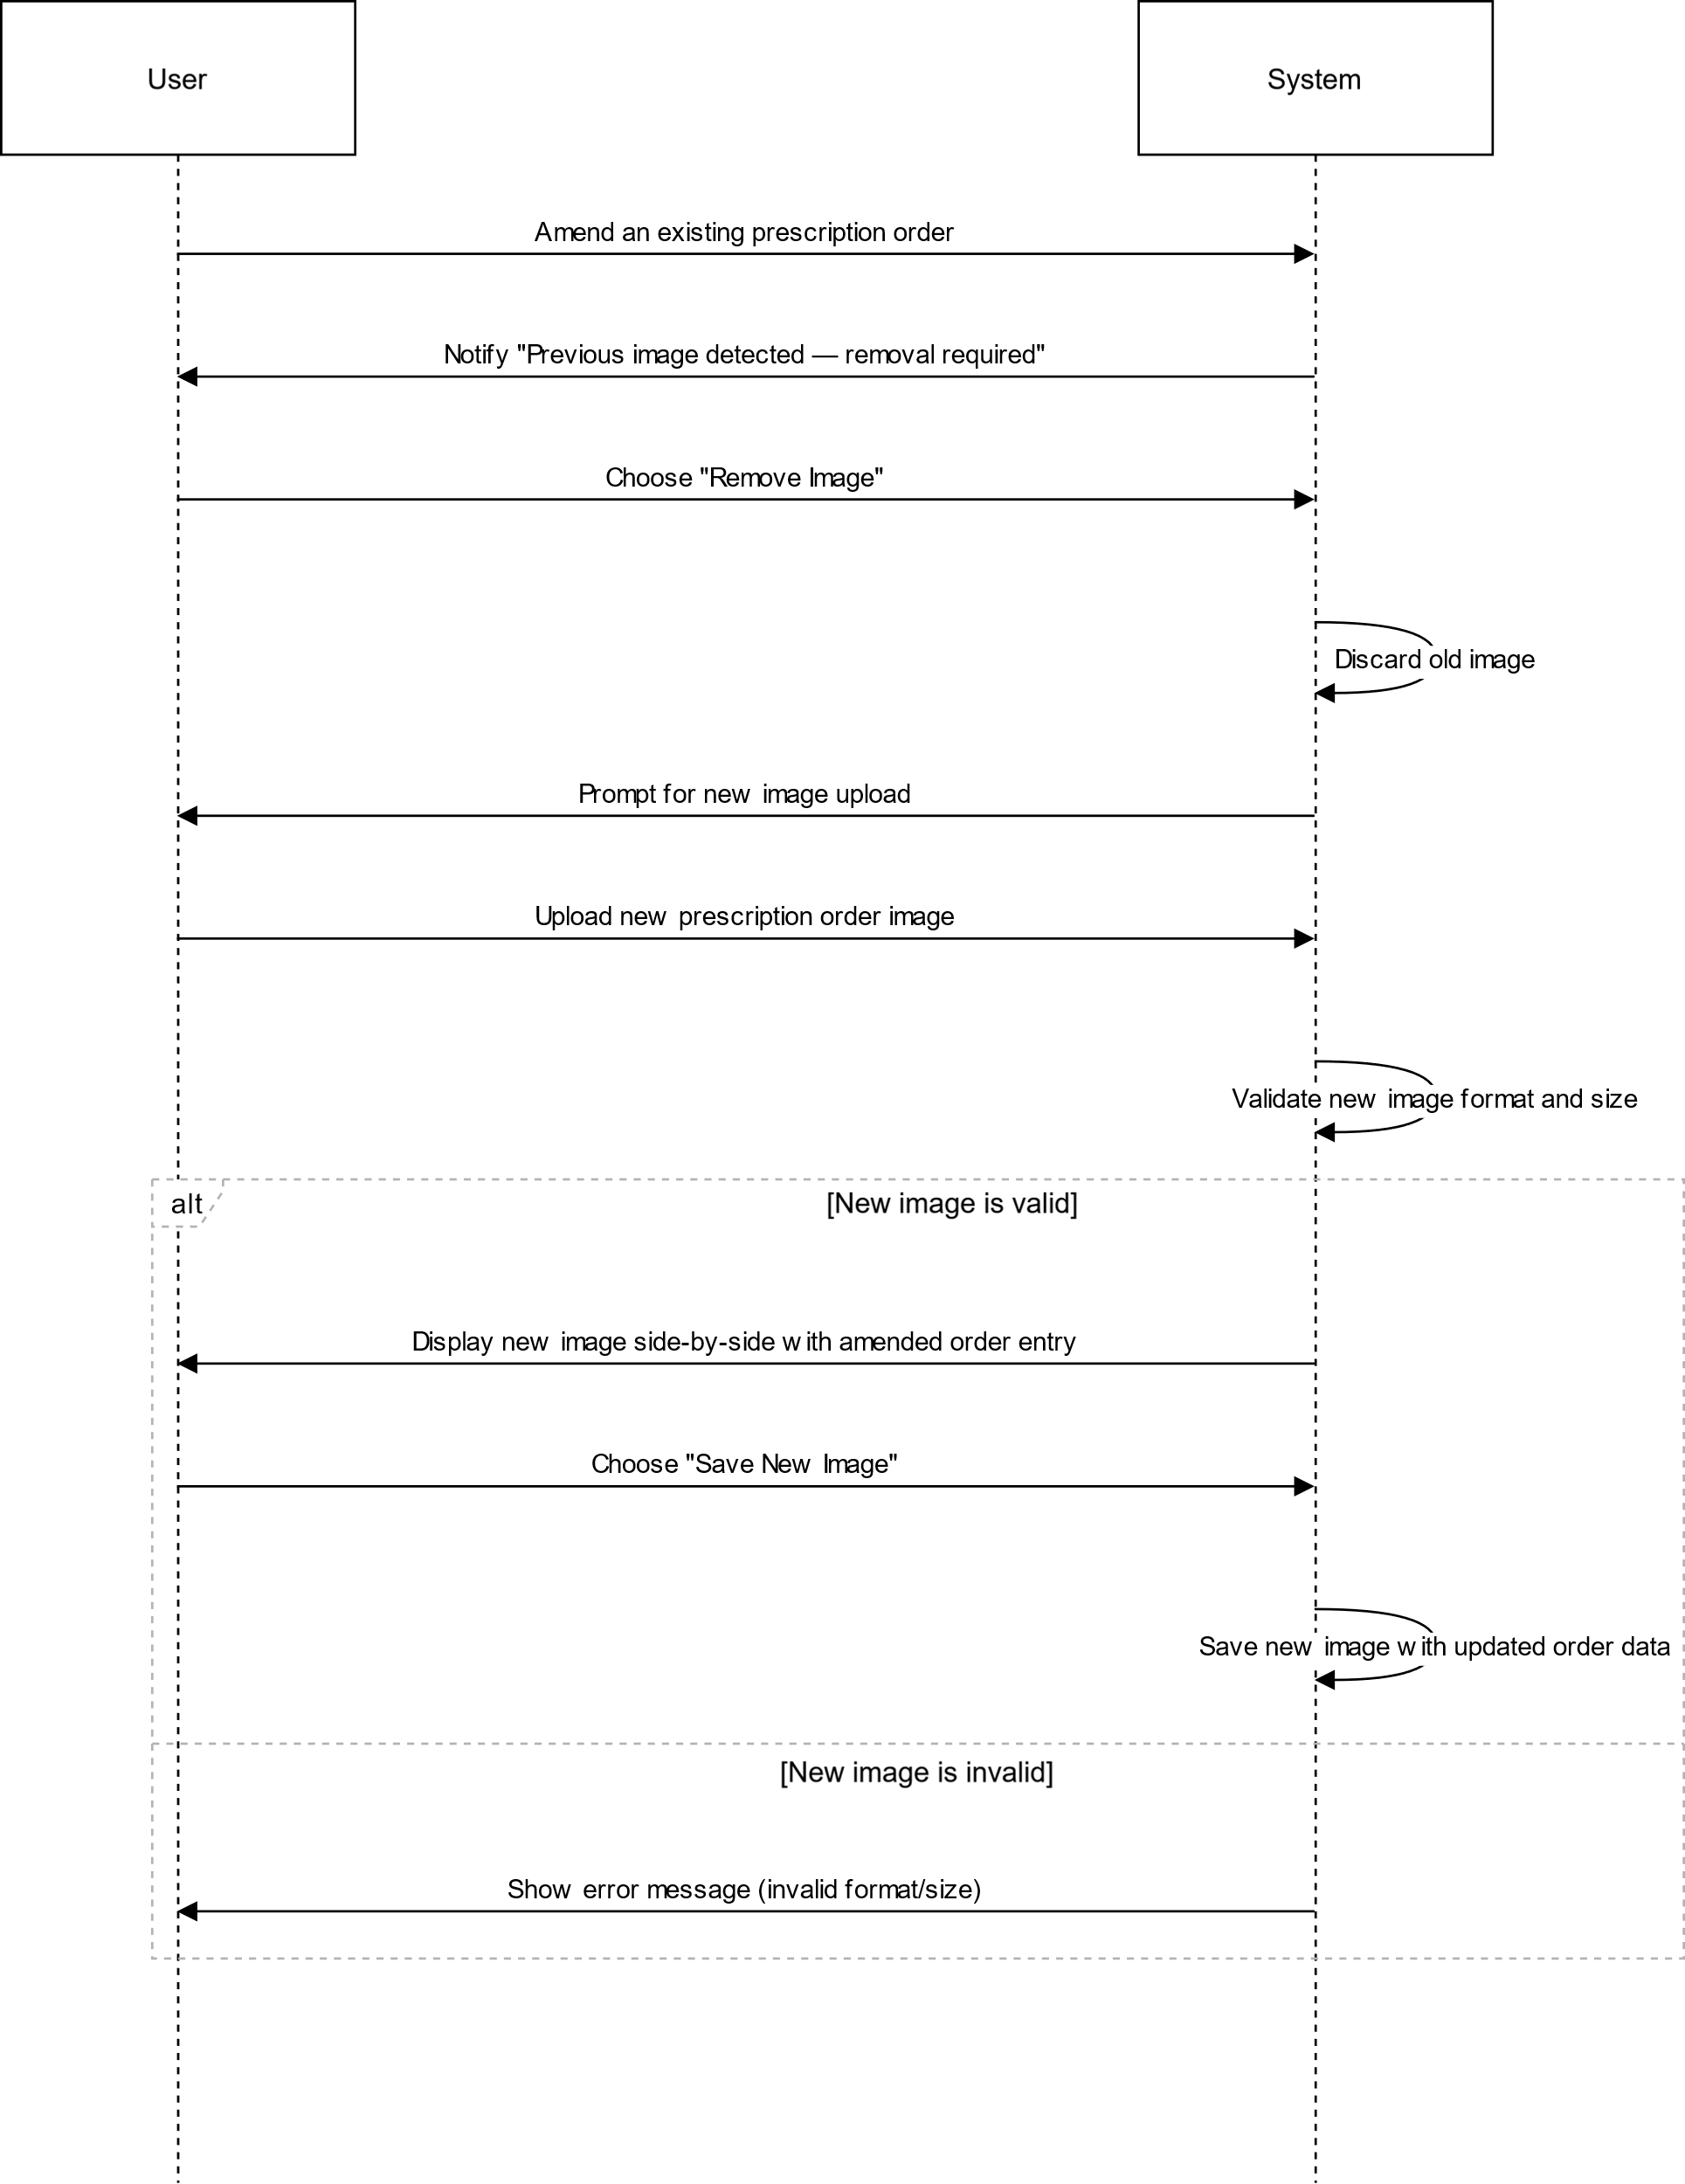 User
System
Amend an existing prescription order
Notify "Previous image detected — removal required"
Choose "Remove Image"
Discard old image
Prompt for new image upload
Upload new prescription order image
Validate new image format and size
alt
[New image is valid]
Display new image side-by-side with amended order entry
Choose "Save New Image"
Save new image with updated order data
[New image is invalid]
Show error message (invalid format/size)